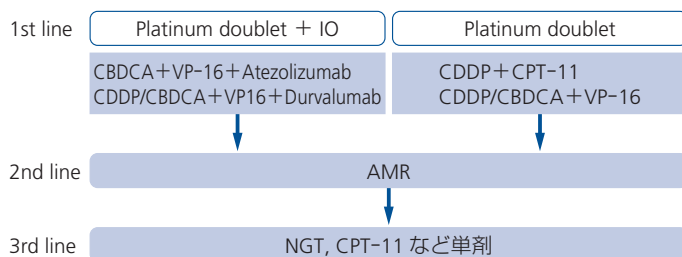 1st line
Platinum doublet + IO
Platinum doublet
CBDCA+VP-16+Atezolizumab
CDDP/CBDCA+VP16+Durvalumab
CDDP+CPT-11
CDDP/CBDCA+VP-16
2nd line
AMR
3rd line
NGT, CPT-11 など単剤